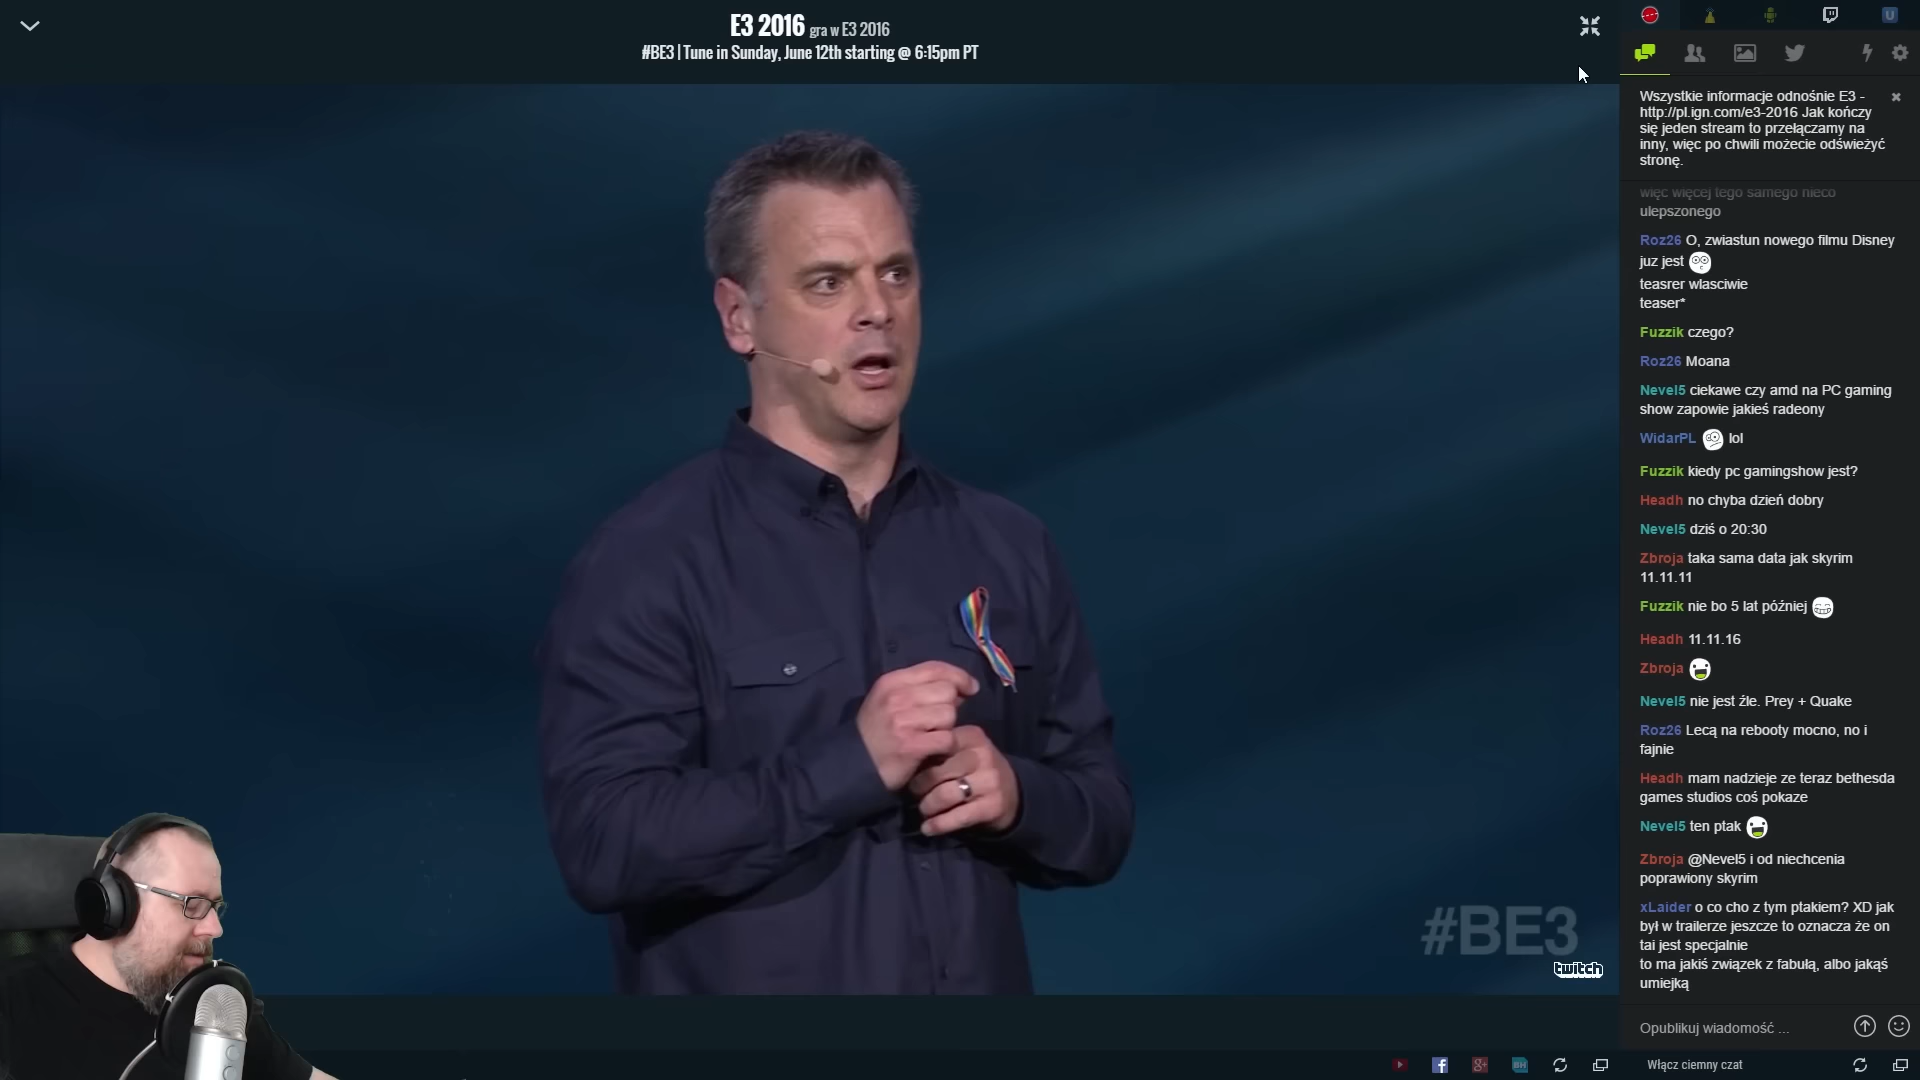 E3 2016 gra w E3 2016
#BE3 | Tune in Sunday, June 12th starting @ 6:15pm PT
#BE3
twitch
Wszystkie informacje odnośnie E3 -
http://pl.ign.com/e3-2016 Jak kończy
się jeden stream to przełączamy na
inny, więc po chwili możecie odświeżyć
stronę.
więc więcej tego samego nieco
ulepszonego
Roz26 O, zwiastun nowego filmu Disney
juz jest
teasrer wlasciwie
teaser*
Fuzzik czego?
Roz26 Moana
Nevel5 ciekawe czy amd na PC gaming
show zapowie jakieś radeony
WidarPL lol
Fuzzik kiedy pc gamingshow jest?
Headh no chyba dzień dobry
Nevel5 dziś o 20:30
Zbroja taka sama data jak skyrim
11.11.11
Fuzzik nie bo 5 lat później
Headh 11.11.16
Zbroja
Nevel5 nie jest źle. Prey + Quake
Roz26 Lecą na rebooty mocno, no i
fajnie
Headh mam nadzieje ze teraz bethesda
games studios coś pokaze
Nevel5 ten ptak
Zbroja @Nevel5 i od niechcenia
poprawiony skyrim
xLaider o co cho z tym ptakiem? XD jak
był w trailerze jeszcze to oznacza że on
tai jest specjalnie
to ma jakiś związek z fabułą, albo jakąś
umiejką
Opublikuj wiadomość ...
Włącz ciemny czat